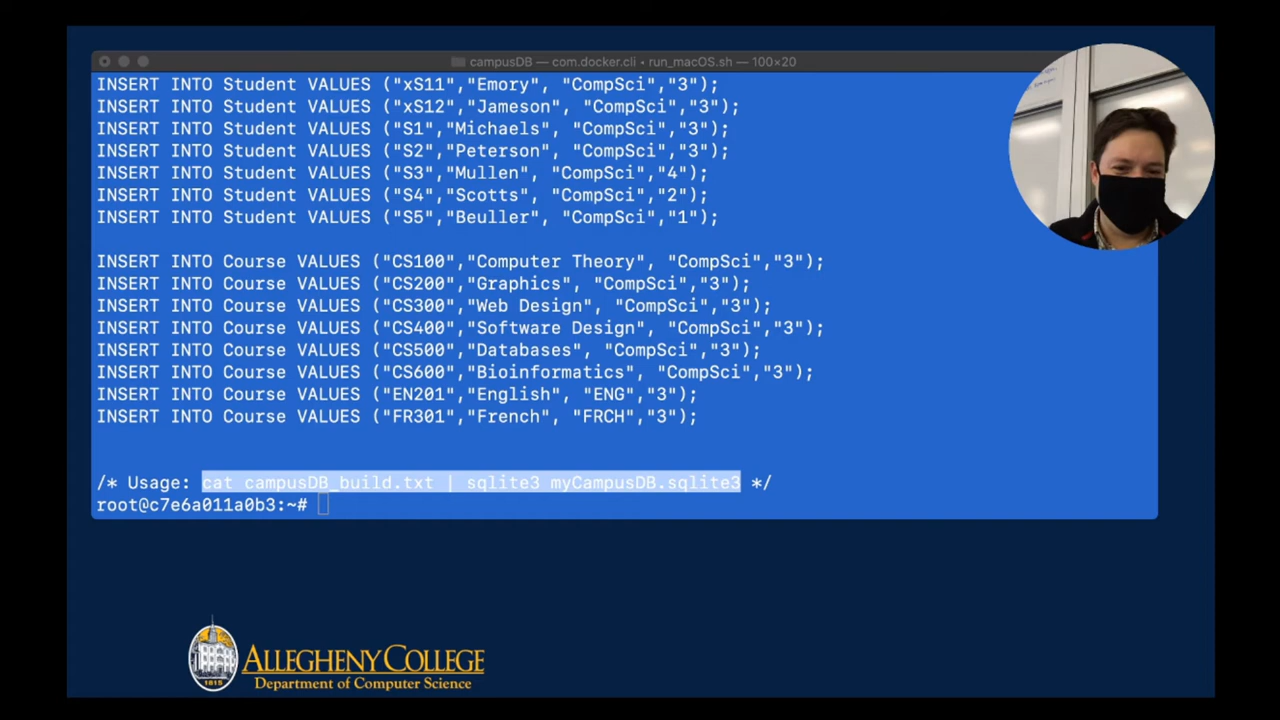 campusDB — com.docker.cli • run_macOS.sh — 100×20
INSERT INTO Student VALUES ("xS11","Emory", "CompSci","3");
INSERT INTO Student VALUES ("xS12","Jameson", "CompSci","3");
INSERT INTO Student VALUES ("S1","Michaels", "CompSci","3");
INSERT INTO Student VALUES ("S2","Peterson", "CompSci","3");
INSERT INTO Student VALUES ("S3","Mullen", "CompSci","4");
INSERT INTO Student VALUES ("S4","Scotts", "CompSci","2");
INSERT INTO Student VALUES ("S5","Beuller", "CompSci","1");
INSERT INTO Course VALUES ("CS100","Computer Theory", "CompSci","3");
INSERT INTO Course VALUES ("CS200","Graphics", "CompSci","3");
INSERT INTO Course VALUES ("CS300","Web Design", "CompSci","3");
INSERT INTO Course VALUES ("CS400","Software Design", "CompSci","3");
INSERT INTO Course VALUES ("CS500","Databases", "CompSci","3");
INSERT INTO Course VALUES ("CS600","Bioinformatics", "CompSci","3");
INSERT INTO Course VALUES ("EN201","English", "ENG","3");
INSERT INTO Course VALUES ("FR301","French", "FRCH","3");
/* Usage: cat campusDB_build.txt | sqlite3 myCampusDB.sqlite3 */
root@c7e6a011a0b3:~#
1815
ALLEGHENY COLLEGE
Department of Computer Science